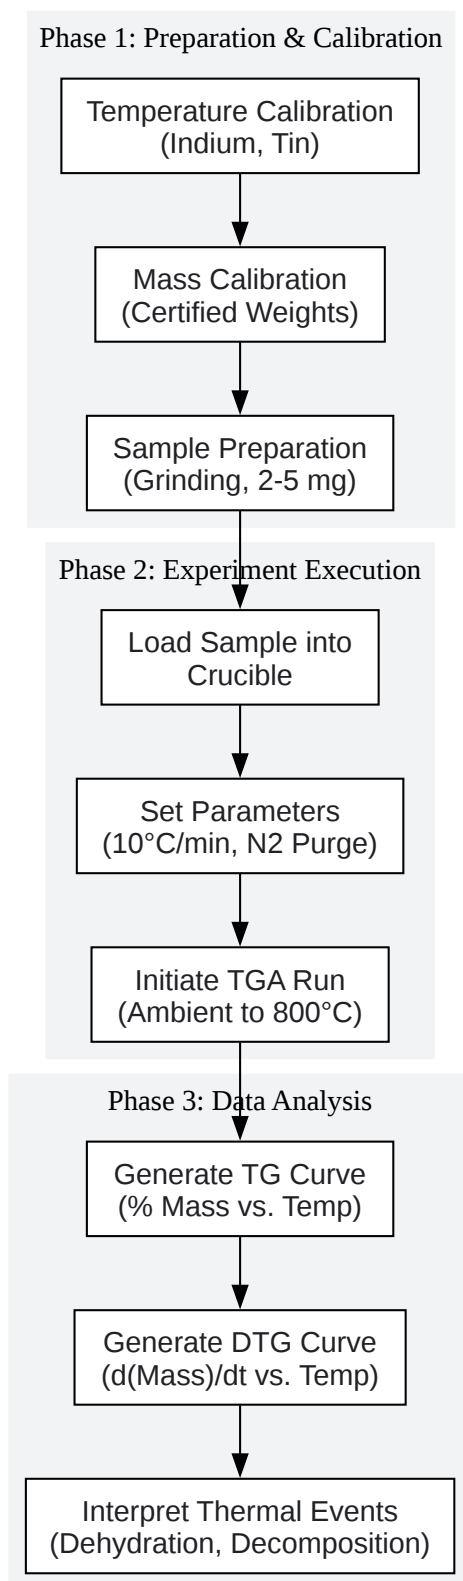 Phase 1: Preparation & Calibration
Temperature Calibration
(Indium, Tin)
Mass Calibration
(Certified Weights)
Sample Preparation
(Grinding, 2-5 mg)
Phase 2: Experiment Execution
Load Sample into
Crucible
Set Parameters
(10°C/min, N2 Purge)
Initiate TGA Run
(Ambient to 800°C)
Phase 3: Data Analysis
Generate TG Curve
(% Mass vs. Temp)
Generate DTG Curve
(d(Mass)/dt vs. Temp)
Interpret Thermal Events
(Dehydration, Decomposition)